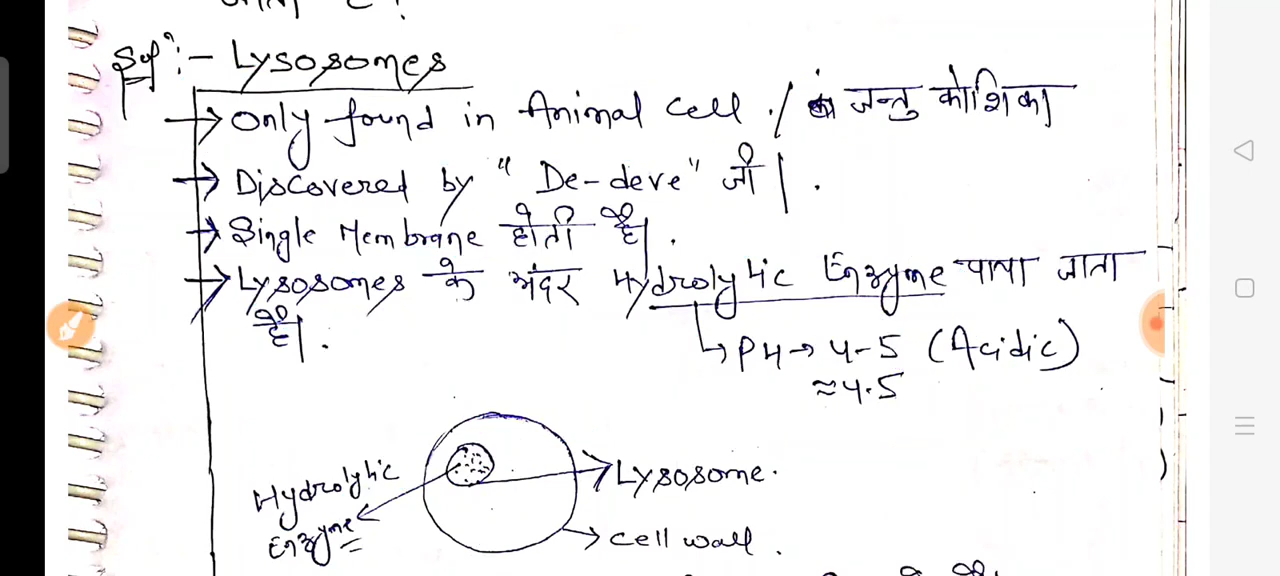 जाता है।
:- Lysosomes
→ Only found in Animal cell. / जन्तु कोशिका
→ Discovered by "De-deve" जी।.
→ Single Membrane होती है।.
→ Lysosomes के अंदर Hydrolytic Enzyme पाया जाता
है।.
↳ PH → 4-5 (Acidic)
≈4.5
Hydrolytic
Enzyme
Lysosome.
Cell wall.